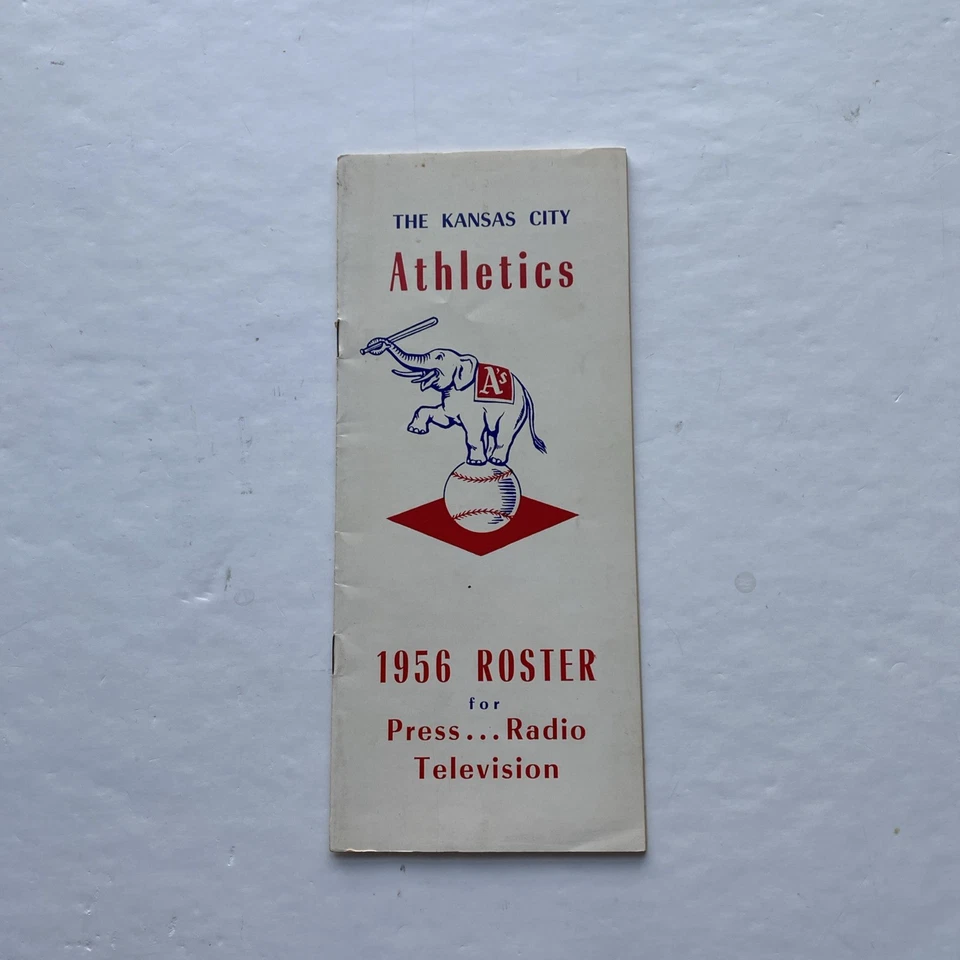 THE KANSAS CITY
Athletics
A's
1956 ROSTER
for
Press...Radio
Television